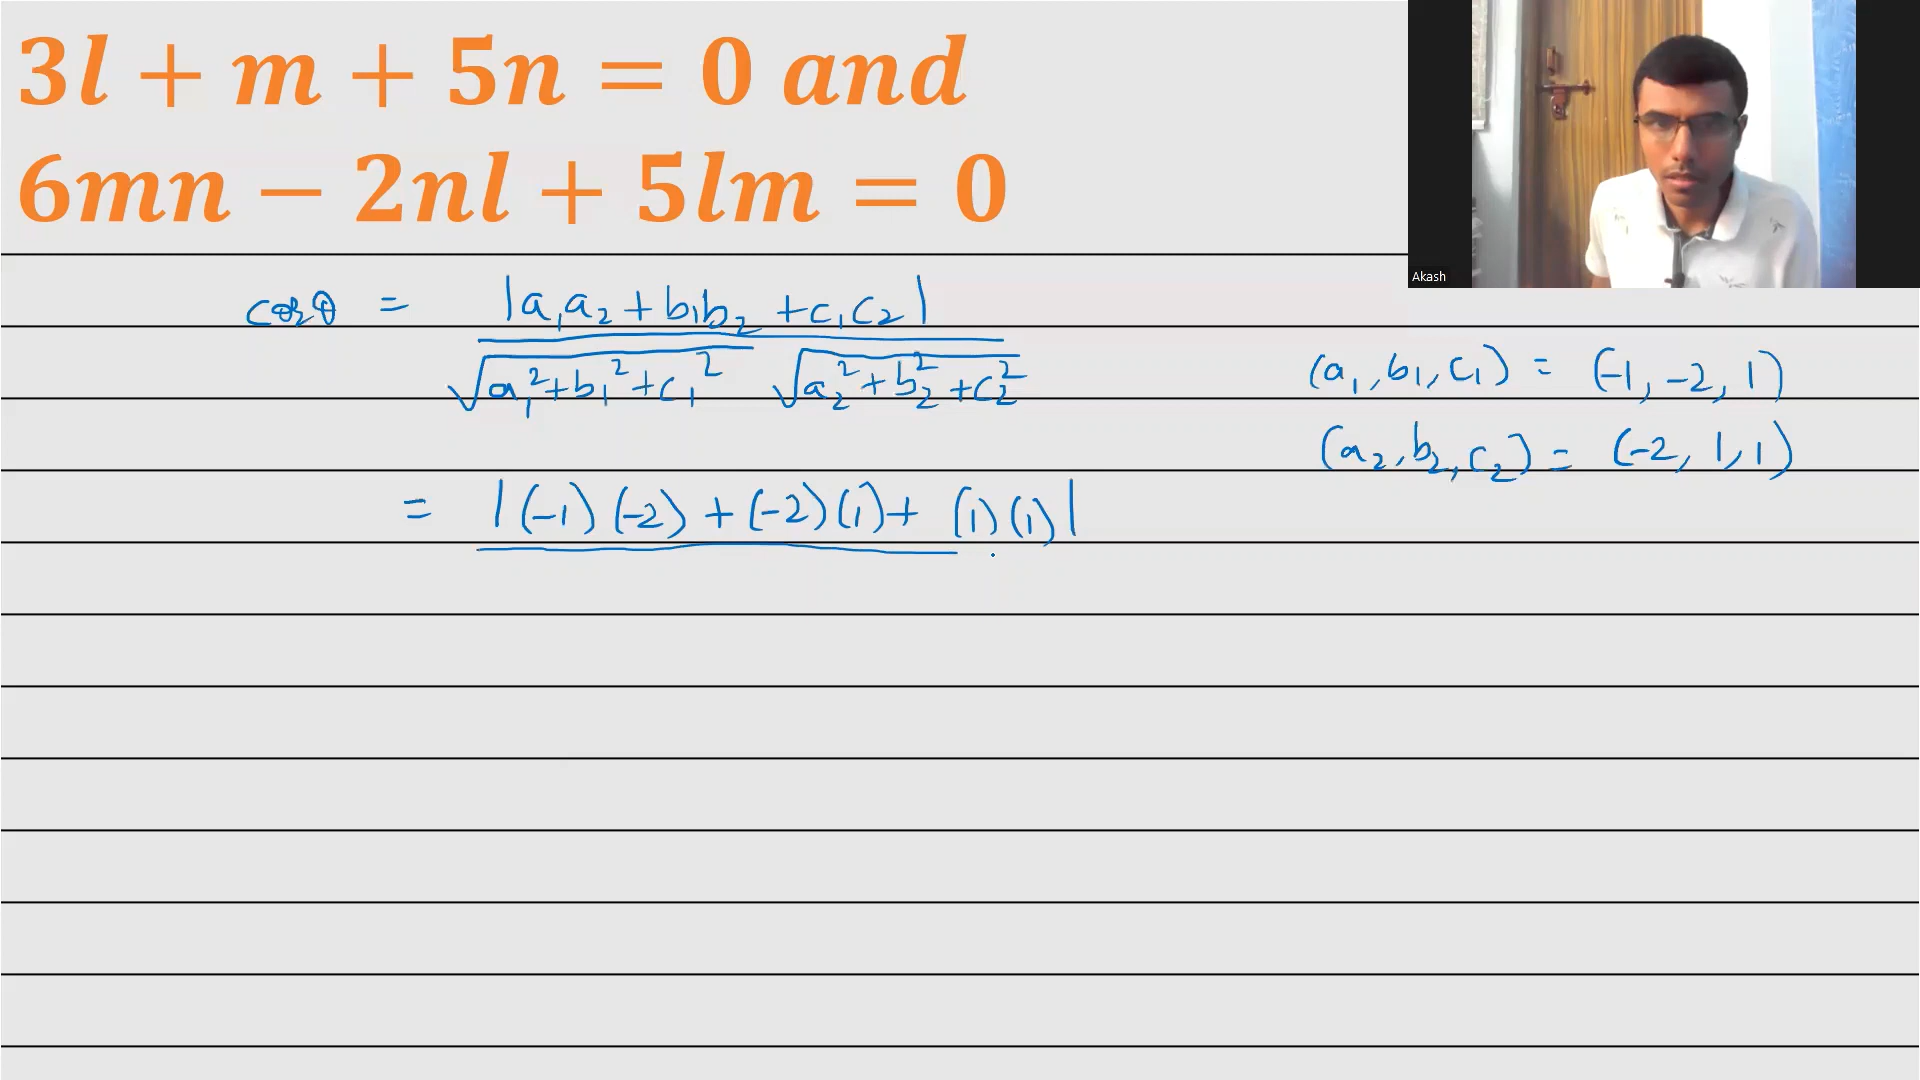 3l + m + 5n = 0 and
6mn − 2nl + 5lm = 0
Akash
cosθ = |a₁a₂ + b₁b₂ + c₁c₂|
√a₁² + b₁² + c₁² √a₂² + b₂² + c₂²
(a₁, b₁, c₁) = (-1, -2, 1)
(a₂, b₂, c₂) = (-2, 1, 1)
= |(-1)(-2) + (-2)(1) + (1)(1)|